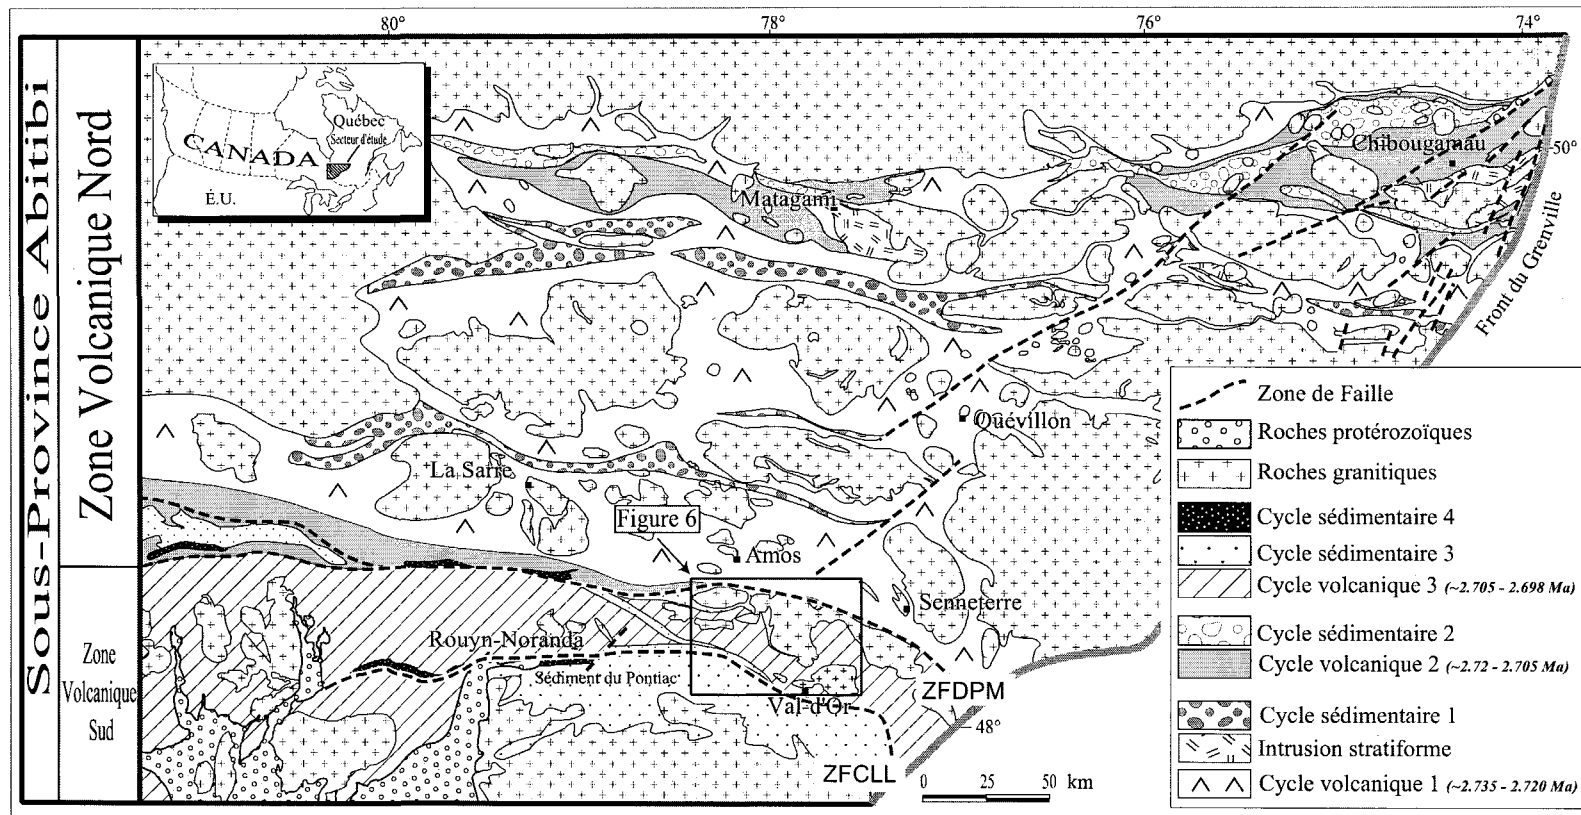 80°
78°
76°
74°
Sous-Province Abitibi
Zone Volcanique Nord
Zone
Volcanique
Sud
Québec
Secteur d'étude
CANADA
É.U.
Chibougamau
50°
Matagami
Front du Grenville
Quévillon
La Sarre
Figure 6
Amos
Senneterre
Rouyn-Noranda
Sédiment du Pontiac
Val-d'Or
ZFDPM
48°
ZFCLL
0 25 50 km
Zone de Faille
Roches protérozoïques
Roches granitiques
Cycle sédimentaire 4
Cycle sédimentaire 3
Cycle volcanique 3 (~2.705 - 2.698 Ma)
Cycle sédimentaire 2
Cycle volcanique 2 (~2.72 - 2.705 Ma)
Cycle sédimentaire 1
Intrusion stratiforme
Cycle volcanique 1 (~2.735 - 2.720 Ma)